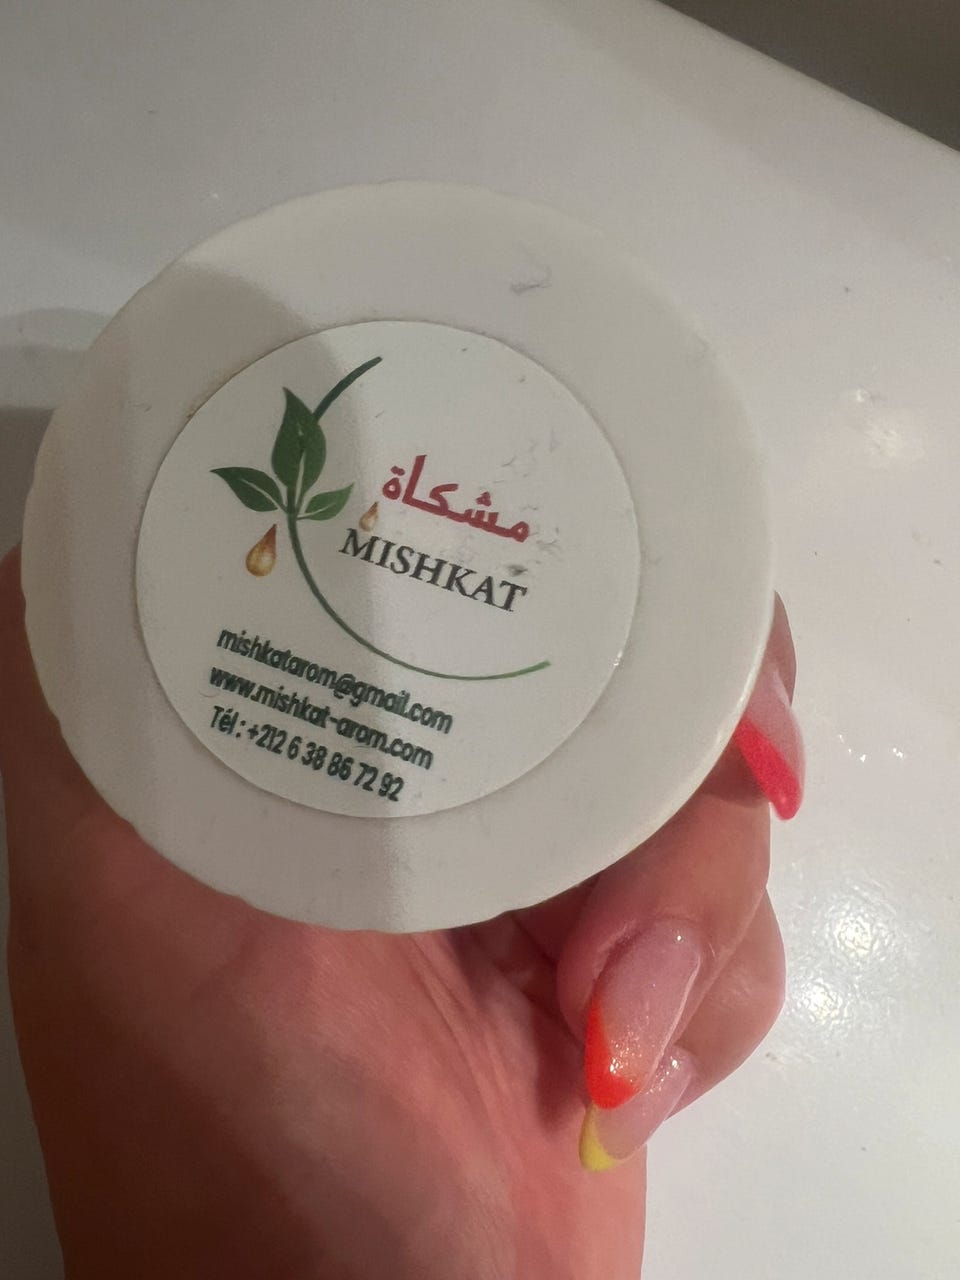 مشكاة
MISHKAT
mishkatarom@gmail.com
www.mishkat-arom.com
Tél : +212 6 38 86 72 92